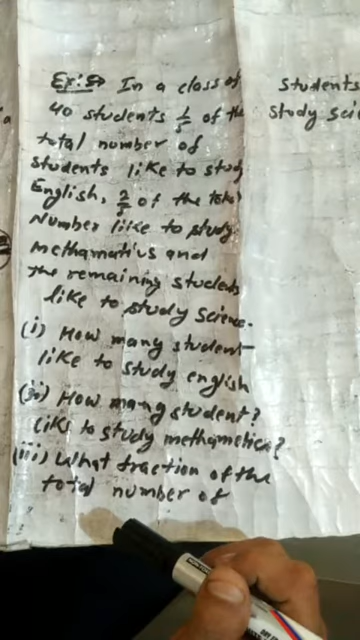 Ex:5→ In a class of
40 students 1/5 of the
total number of
students like to study
English, 2/5 of the total
Number like to study
methamatius and
the remaining students
like to study science.
(i) How many student
like to study english
(ii) How many student?
like to study methametics?
(iii) What fraction of the
total number of
students
study sci